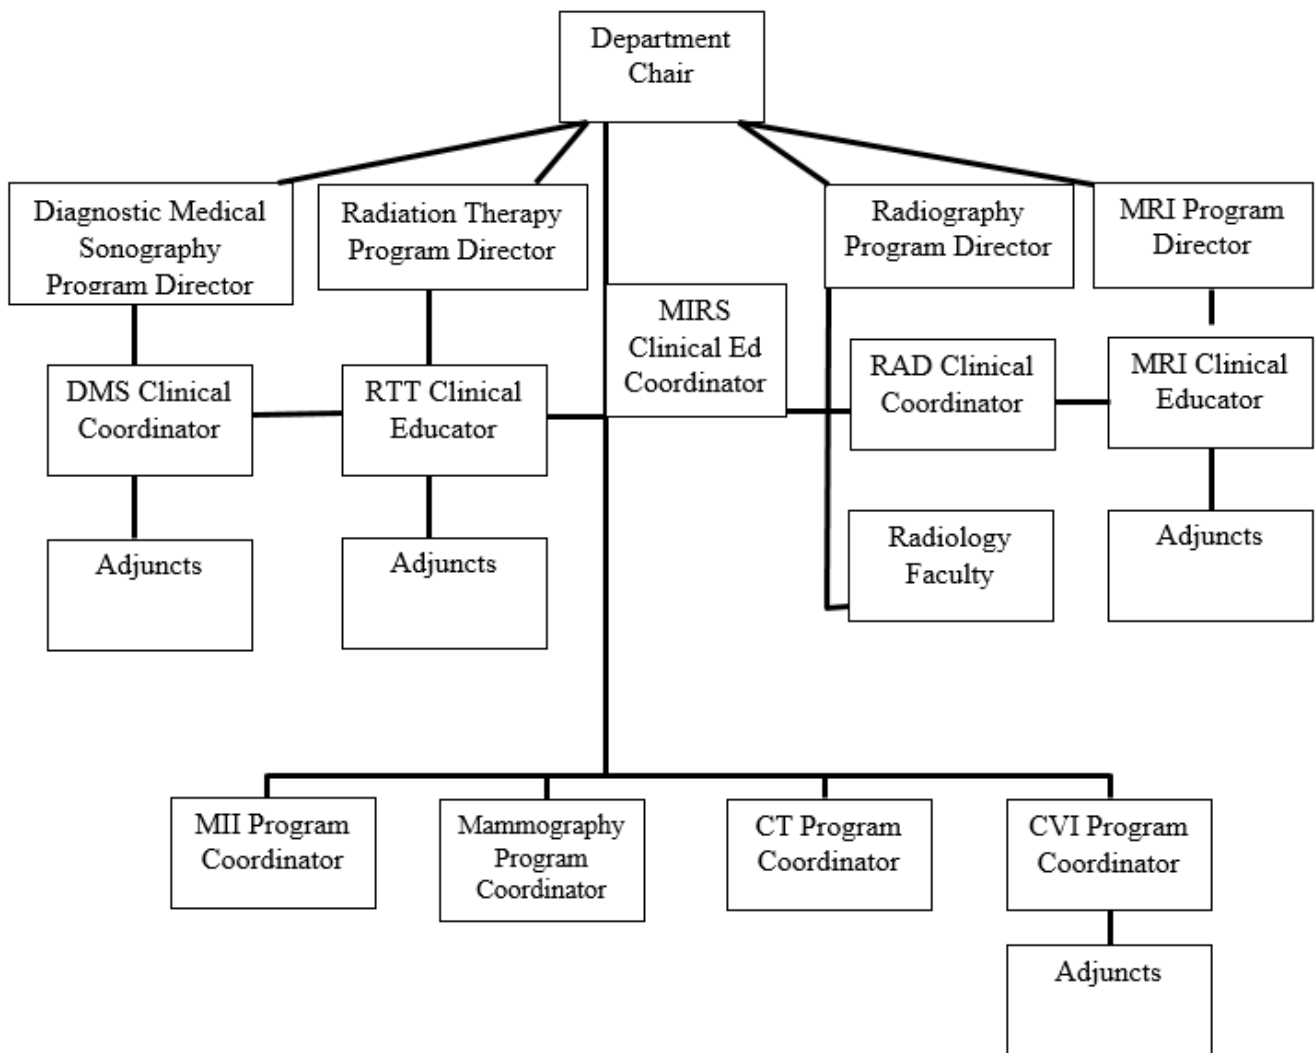 Department
Chair
Diagnostic Medical
Sonography
Program Director
Radiation Therapy
Program Director
Radiography
Program Director
MRI Program
Director
MIRS
Clinical Ed
Coordinator
DMS Clinical
Coordinator
RTT Clinical
Educator
RAD Clinical
Coordinator
MRI Clinical
Educator
Adjuncts
Adjuncts
Radiology
Faculty
Adjuncts
MII Program
Coordinator
Mammography
Program
Coordinator
CT Program
Coordinator
CVI Program
Coordinator
Adjuncts